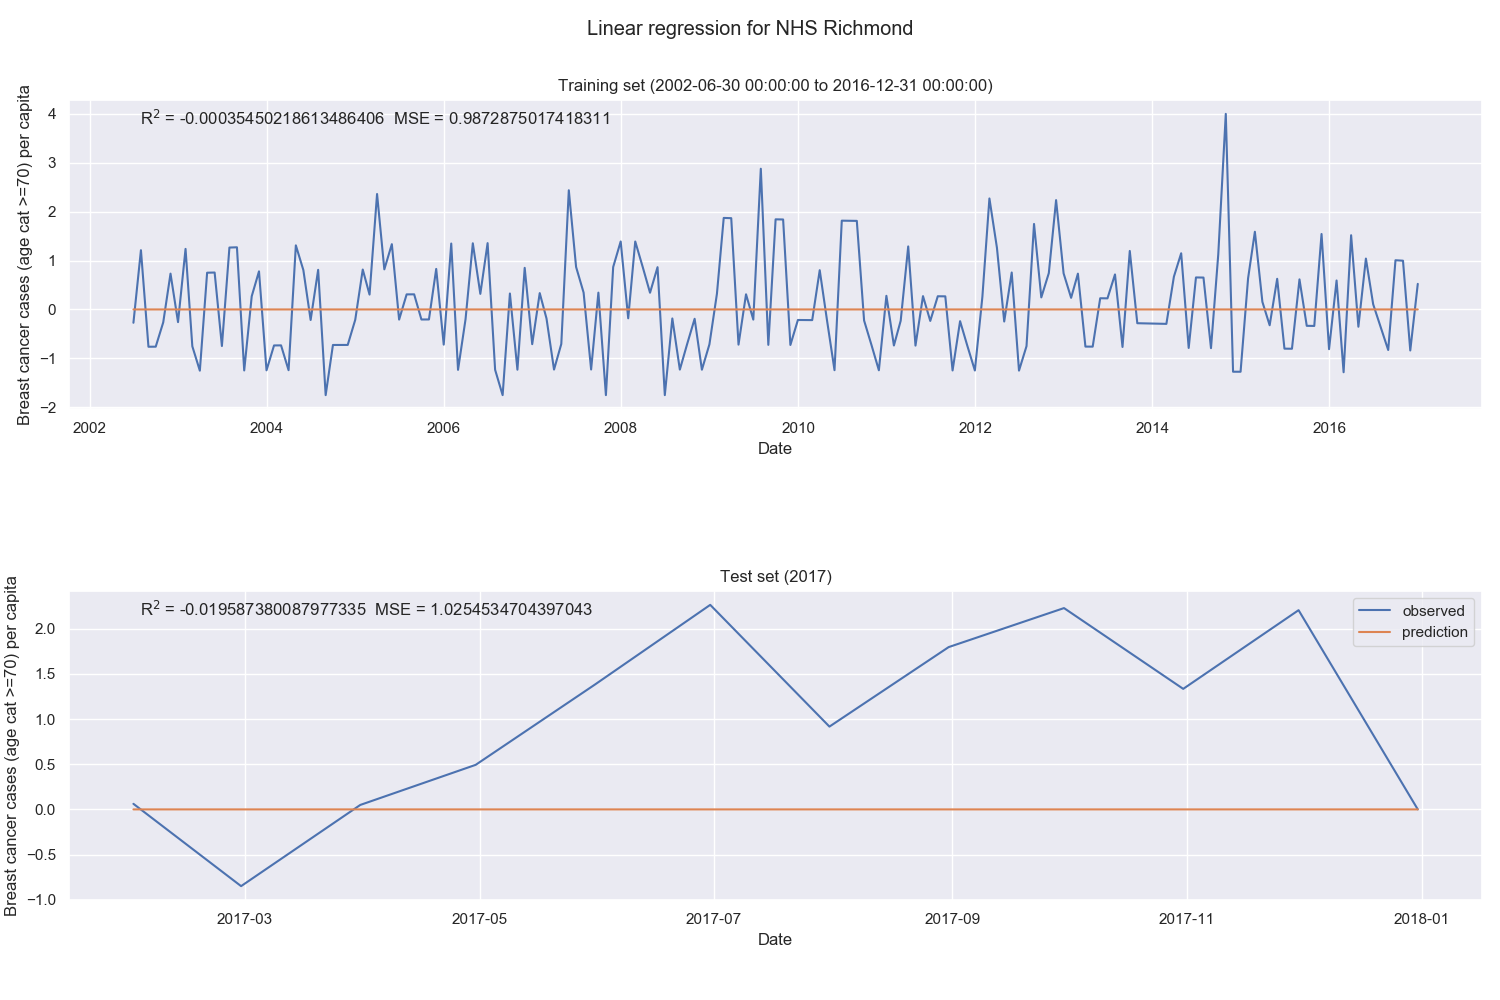 Linear regression for NHS Richmond
Training set (2002-06-30 00:00:00 to 2016-12-31 00:00:00)
R² = -0.00035450218613486406  MSE = 0.9872875017418311
Breast cancer cases (age cat >=70) per capita
4
3
2
1
0
−1
−2
2002 2004 2006 2008 2010 2012 2014 2016
Date
Test set (2017)
R² = -0.019587380087977335  MSE = 1.0254534704397043
observed
prediction
Breast cancer cases (age cat >=70) per capita
2.0
1.5
1.0
0.5
0.0
−0.5
−1.0
2017-03 2017-05 2017-07 2017-09 2017-11 2018-01
Date